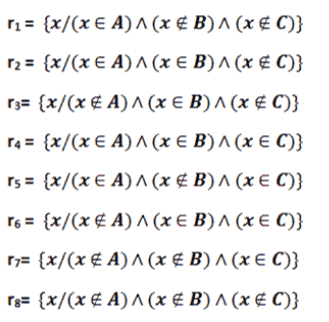 r₁ = {x/(x ∈ A) ∧ (x ∉ B) ∧ (x ∉ C)}
r₂ = {x/(x ∈ A) ∧ (x ∈ B) ∧ (x ∉ C)}
r₃= {x/(x ∉ A) ∧ (x ∈ B) ∧ (x ∉ C)}
r₄ = {x/(x ∈ A) ∧ (x ∈ B) ∧ (x ∈ C)}
r₅ = {x/(x ∈ A) ∧ (x ∉ B) ∧ (x ∈ C)}
r₆ = {x/(x ∉ A) ∧ (x ∈ B) ∧ (x ∈ C)}
r₇= {x/(x ∉ A) ∧ (x ∉ B) ∧ (x ∈ C)}
r₈= {x/(x ∉ A) ∧ (x ∉ B) ∧ (x ∉ C)}